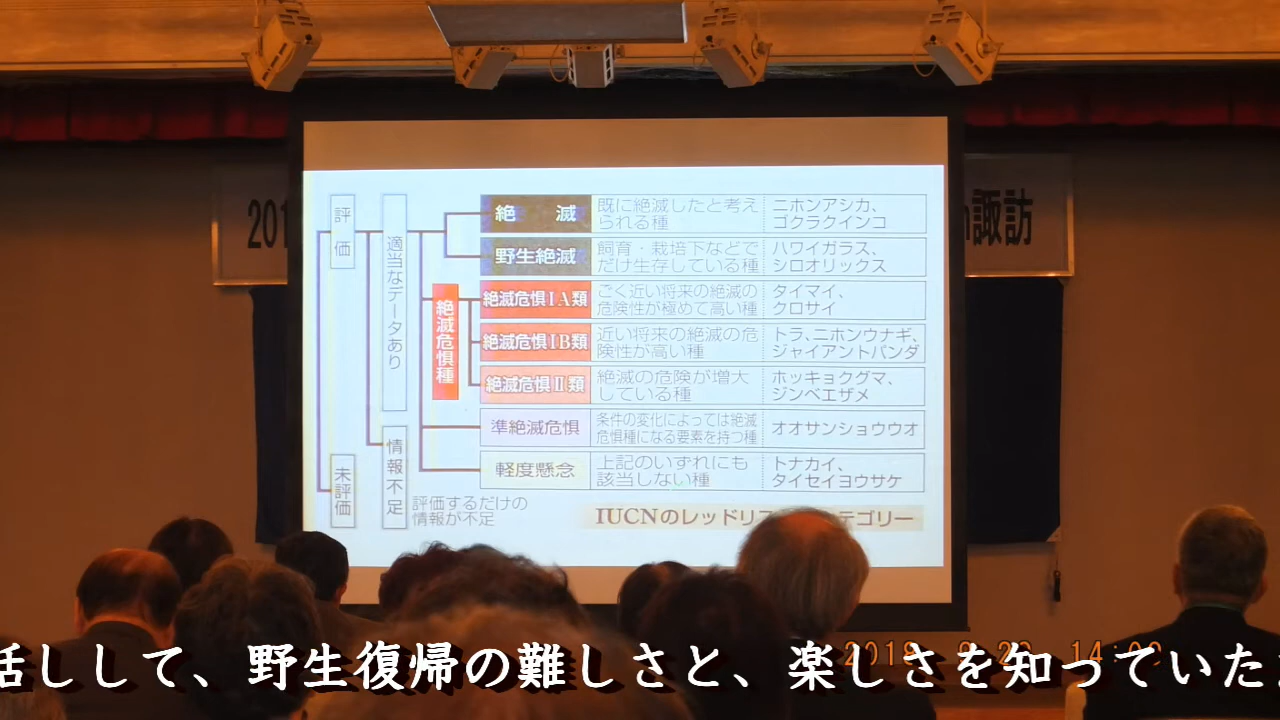 201
n諏訪
評価
未評価
適当なデータあり
情報不足
評価するだけの
情報が不足
絶滅危惧種
絶　滅
既に絶滅したと考え
られる種
ニホンアシカ、
ゴクラクインコ
野生絶滅
飼育・栽培下などで
だけ生存している種
ハワイガラス、
シロオリックス
絶滅危惧ⅠA類
ごく近い将来の絶滅の
危険性が極めて高い種
タイマイ、
クロサイ
絶滅危惧ⅠB類
近い将来の絶滅の危
険性が高い種
トラ、ニホンウナギ、
ジャイアントパンダ
絶滅危惧Ⅱ類
絶滅の危険が増大
している種
ホッキョクグマ、
ジンベエザメ
準絶滅危惧
条件の変化によっては絶滅
危惧種になる要素を持つ種
オオサンショウウオ
軽度懸念
上記のいずれにも
該当しない種
トナカイ、
タイセイヨウサケ
IUCNのレッドリス テゴリー
話しして、野生復帰の難しさと、楽しさを知っていた